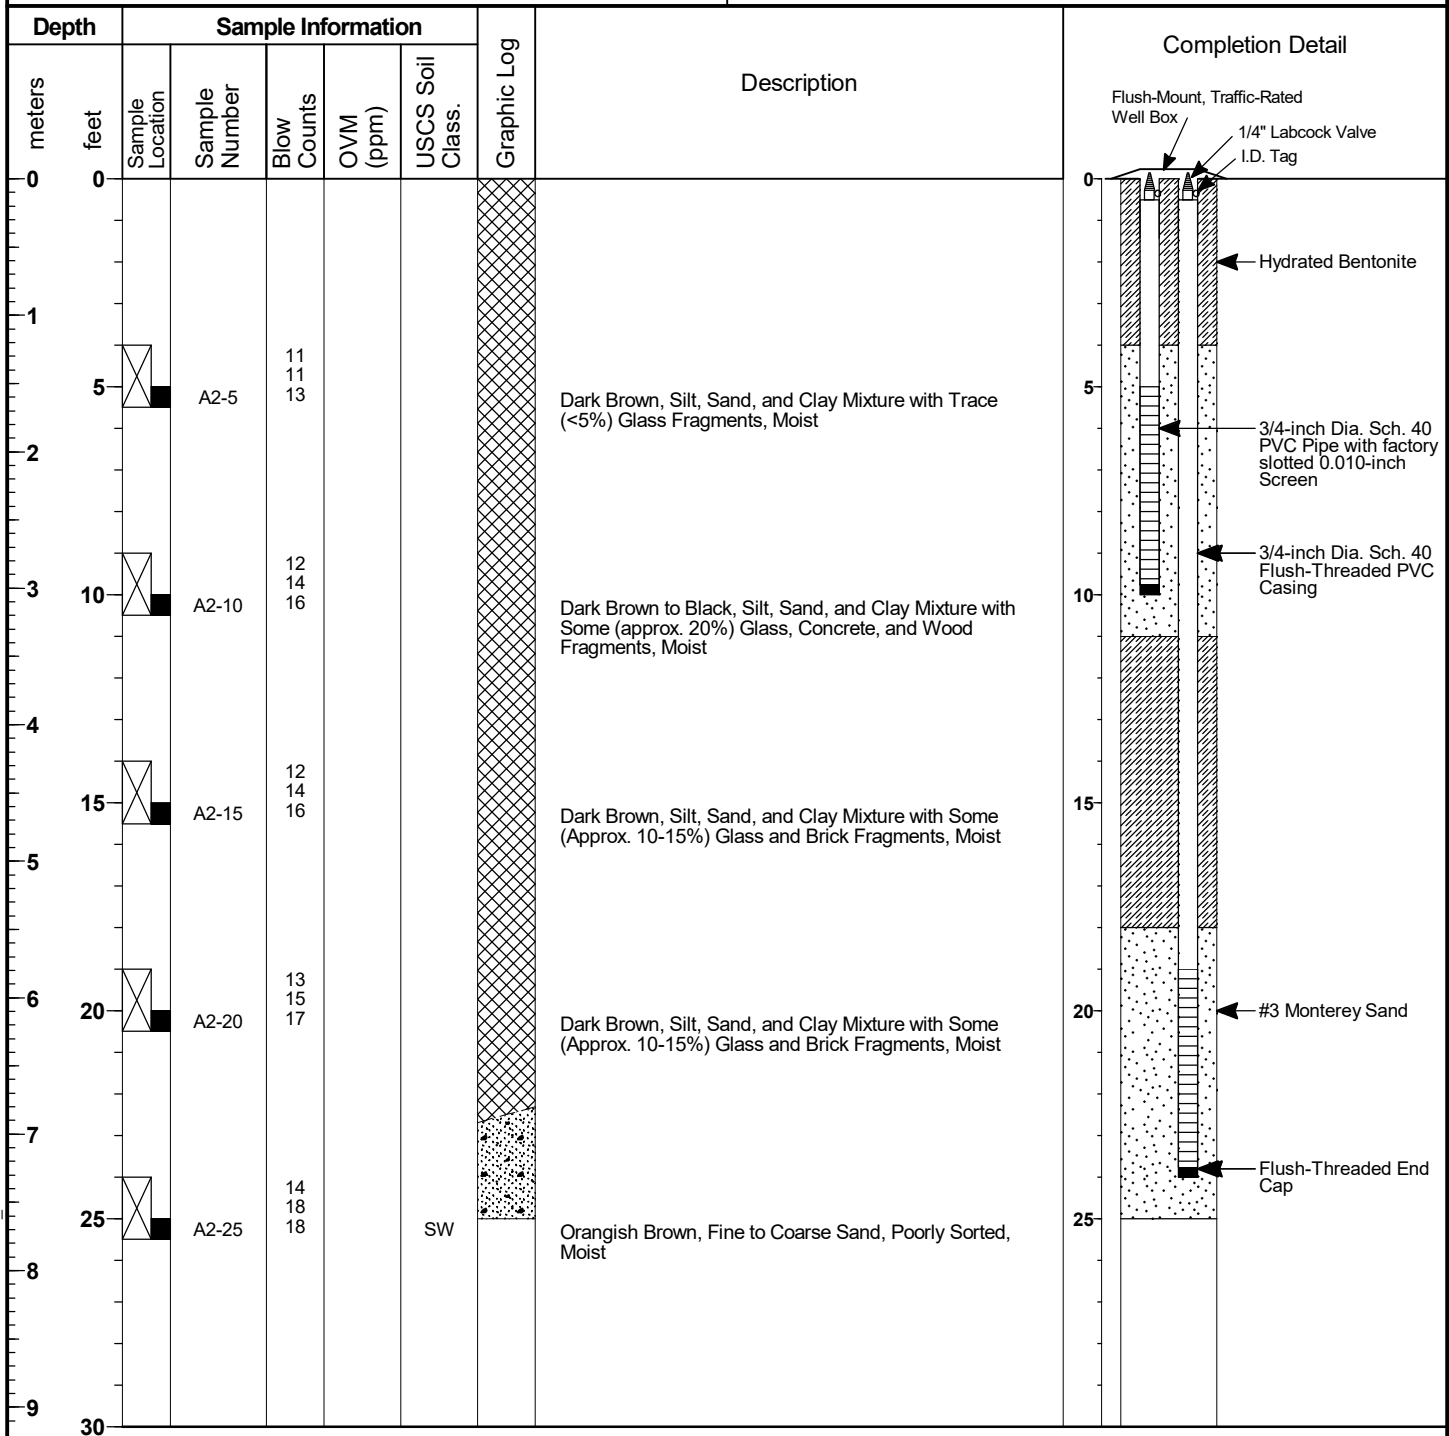 Depth
Sample Information
meters
feet
Sample
Location
Sample
Number
Blow
Counts
OVM
(ppm)
USCS Soil
Class.
Graphic Log
Description
Completion Detail
Flush-Mount, Traffic-Rated
Well Box
1/4" Labcock Valve
I.D. Tag
0
0
0
Hydrated Bentonite
1
11
11
13
5
A2-5
Dark Brown, Silt, Sand, and Clay Mixture with Trace
(<5%) Glass Fragments, Moist
5
3/4-inch Dia. Sch. 40
PVC Pipe with factory
slotted 0.010-inch
Screen
2
12
14
16
3
10
A2-10
Dark Brown to Black, Silt, Sand, and Clay Mixture with
Some (approx. 20%) Glass, Concrete, and Wood
Fragments, Moist
3/4-inch Dia. Sch. 40
Flush-Threaded PVC
Casing
10
4
12
14
16
15
A2-15
Dark Brown, Silt, Sand, and Clay Mixture with Some
(Approx. 10-15%) Glass and Brick Fragments, Moist
15
5
13
15
17
6
20
A2-20
Dark Brown, Silt, Sand, and Clay Mixture with Some
(Approx. 10-15%) Glass and Brick Fragments, Moist
20
#3 Monterey Sand
7
14
18
18
25
A2-25
SW
Orangish Brown, Fine to Coarse Sand, Poorly Sorted,
Moist
Flush-Threaded End
Cap
25
8
9
30